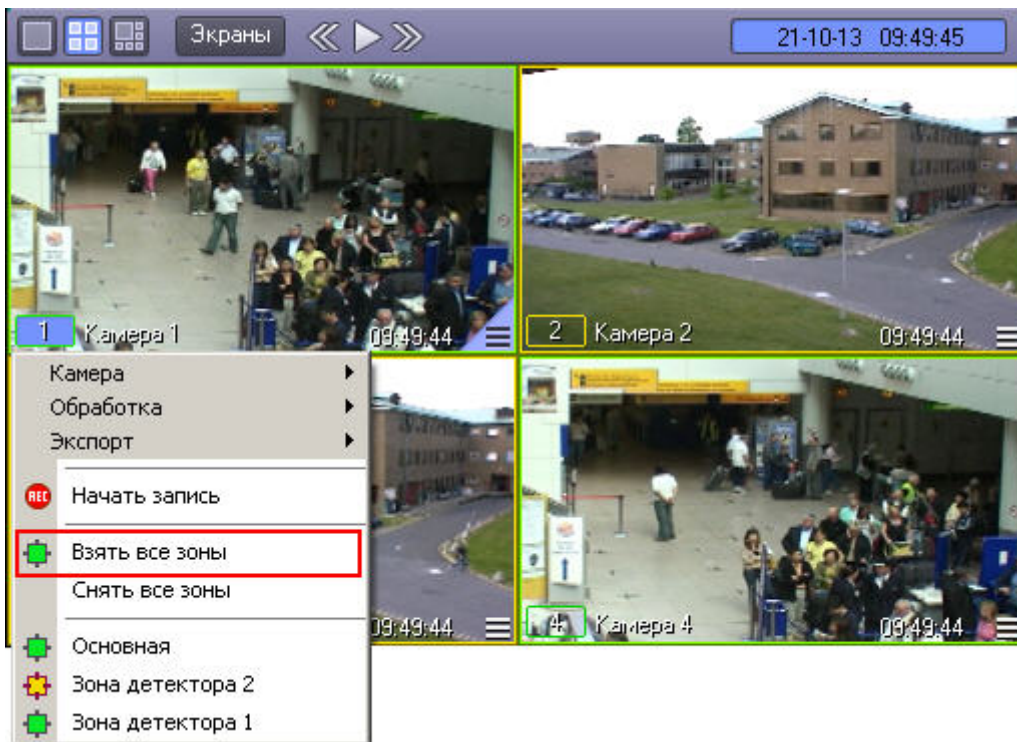 Экраны
21-10-13 09:49:45
1 Камера 1 09:49:44
2 Камера 2 09:49:44
Камера
Обработка
Экспорт
REC Начать запись
Взять все зоны
Снять все зоны
Основная
Зона детектора 2
Зона детектора 1
09:49:44
4 Камера 4 09:49:44